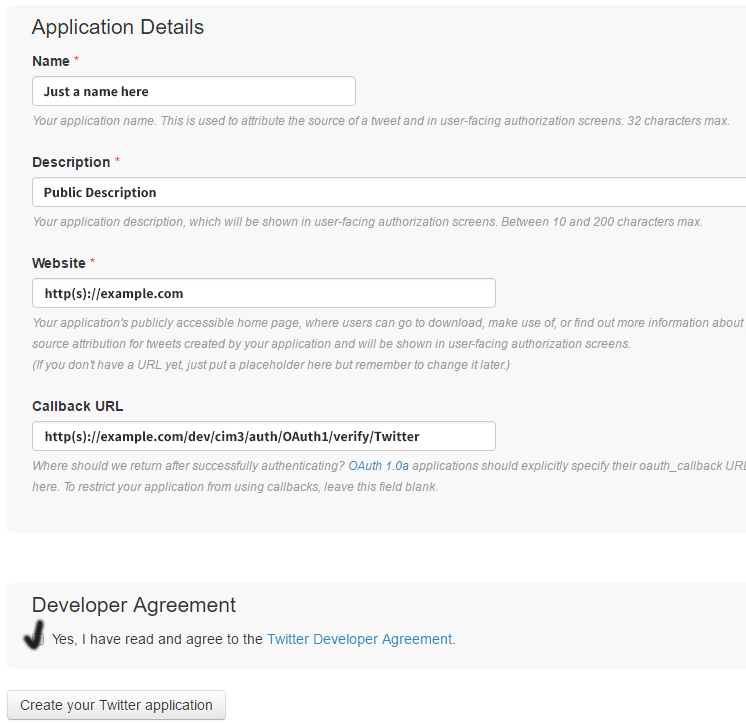 Application Details
Name *
Just a name here
Your application name. This is used to attribute the source of a tweet and in user-facing authorization screens. 32 characters max.
Description *
Public Description
Your application description, which will be shown in user-facing authorization screens. Between 10 and 200 characters max.
Website *
http(s)://example.com
Your application's publicly accessible home page, where users can go to download, make use of, or find out more information about
source attribution for tweets created by your application and will be shown in user-facing authorization screens.
(If you don't have a URL yet, just put a placeholder here but remember to change it later.)
Callback URL
http(s)://example.com/dev/cim3/auth/OAuth1/verify/Twitter
Where should we return after successfully authenticating? OAuth 1.0a applications should explicitly specify their oauth_callback URL
here. To restrict your application from using callbacks, leave this field blank.
Developer Agreement
Yes, I have read and agree to the Twitter Developer Agreement.
Create your Twitter application